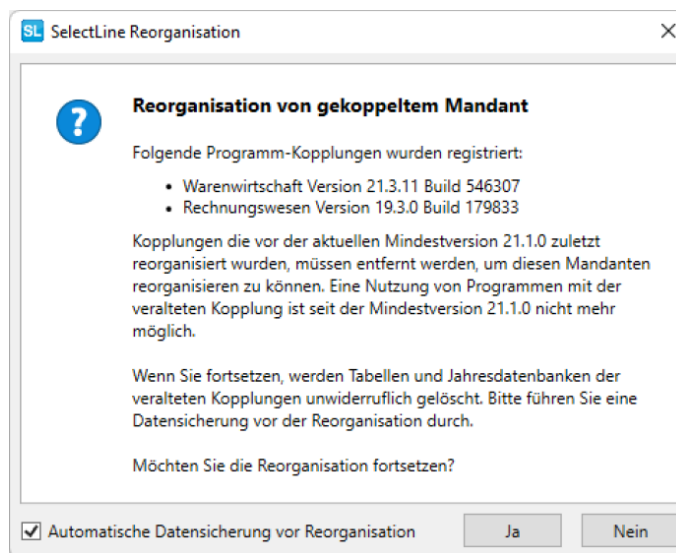 SL SelectLine Reorganisation
Reorganisation von gekoppeltem Mandant
Folgende Programm-Kopplungen wurden registriert:
• Warenwirtschaft Version 21.3.11 Build 546307
• Rechnungswesen Version 19.3.0 Build 179833
Kopplungen die vor der aktuellen Mindestversion 21.1.0 zuletzt
reorganisiert wurden, müssen entfernt werden, um diesen Mandanten
reorganisieren zu können. Eine Nutzung von Programmen mit der
veralteten Kopplung ist seit der Mindestversion 21.1.0 nicht mehr
möglich.
Wenn Sie fortsetzen, werden Tabellen und Jahresdatenbanken der
veralteten Kopplungen unwiderruflich gelöscht. Bitte führen Sie eine
Datensicherung vor der Reorganisation durch.
Möchten Sie die Reorganisation fortsetzen?
Automatische Datensicherung vor Reorganisation Ja Nein